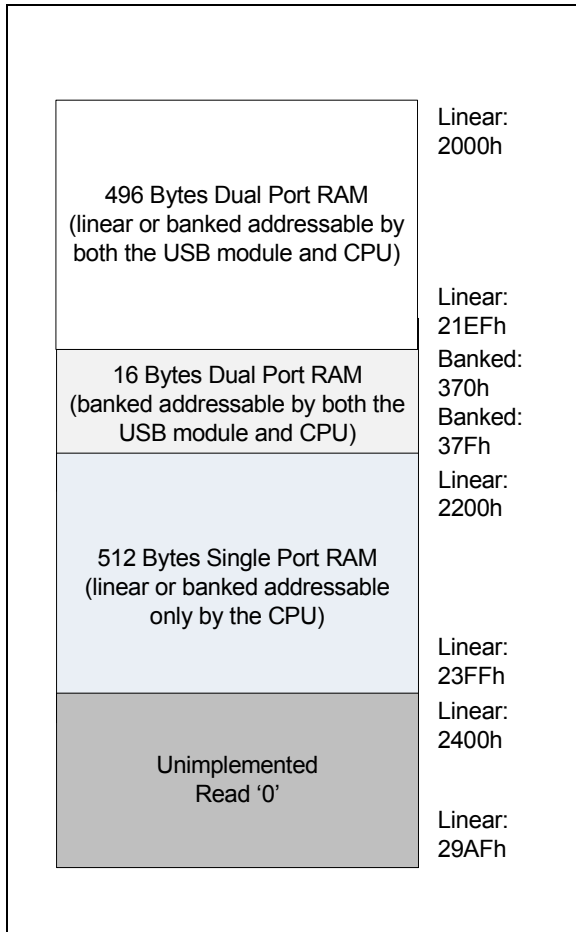 Linear:
2000h
496 Bytes Dual Port RAM
(linear or banked addressable by
both the USB module and CPU)
Linear:
21EFh
Banked:
370h
16 Bytes Dual Port RAM
(banked addressable by both the
USB module and CPU)
Banked:
37Fh
Linear:
2200h
512 Bytes Single Port RAM
(linear or banked addressable
only by the CPU)
Linear:
23FFh
Linear:
2400h
Unimplemented
Read ‘0’
Linear:
29AFh